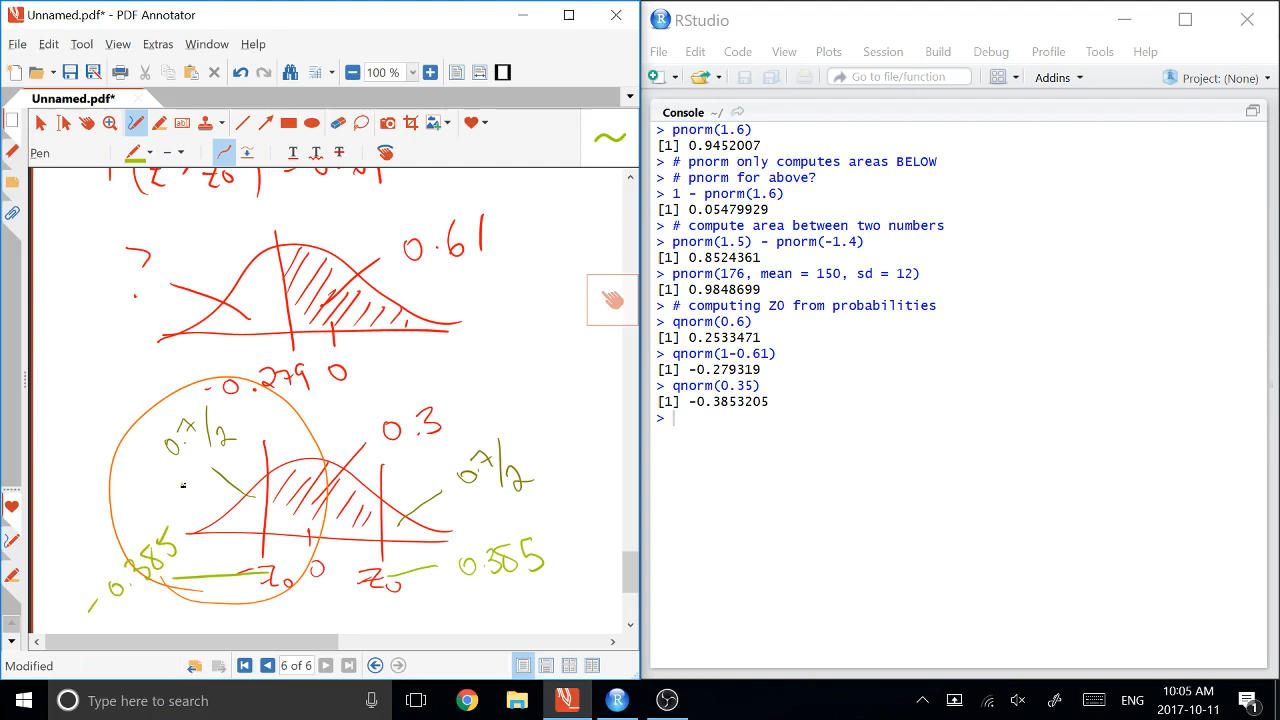 Unnamed.pdf* - PDF Annotator
File Edit Tool View Extras Window Help
100 %
Unnamed.pdf*
Pen
0.61
?
-0.279 0
0.7/2
0.3
0.7/2
-0.385
-Z0 0 Z0
0.385
6 of 6
Modified
RStudio
File Edit Code View Plots Session Build Debug Profile Tools Help
Go to file/function
Addins
Project: (None)
Console ~/
> pnorm(1.6)
[1] 0.9452007
> # pnorm only computes areas BELOW
> # pnorm for above?
> 1 - pnorm(1.6)
[1] 0.05479929
> # compute area between two numbers
> pnorm(1.5) - pnorm(-1.4)
[1] 0.8524361
> pnorm(176, mean = 150, sd = 12)
[1] 0.9848699
> # computing Z0 from probabilities
> qnorm(0.6)
[1] 0.2533471
> qnorm(1-0.61)
[1] -0.279319
> qnorm(0.35)
[1] -0.3853205
>
Type here to search
ENG
10:05 AM
2017-10-11
1